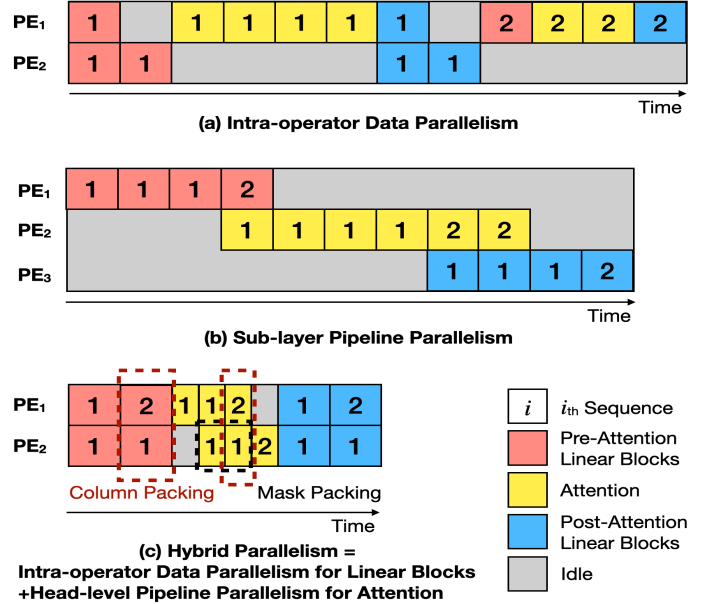 PE₁ 1 1 1 1 1 1 2 2 2 2
PE₂ 1 1 1 1
Time
(a) Intra-operator Data Parallelism
PE₁ 1 1 1 2
PE₂ 1 1 1 1 2 2
PE₃ 1 1 1 2
Time
(b) Sub-layer Pipeline Parallelism
PE₁ 1 2 1 1 2 1 2
PE₂ 1 1 1 1 2 1 1
Column Packing Mask Packing
Time
(c) Hybrid Parallelism =
Intra-operator Data Parallelism for Linear Blocks
+Head-level Pipeline Parallelism for Attention
i ith Sequence
Pre-Attention
Linear Blocks
Attention
Post-Attention
Linear Blocks
Idle